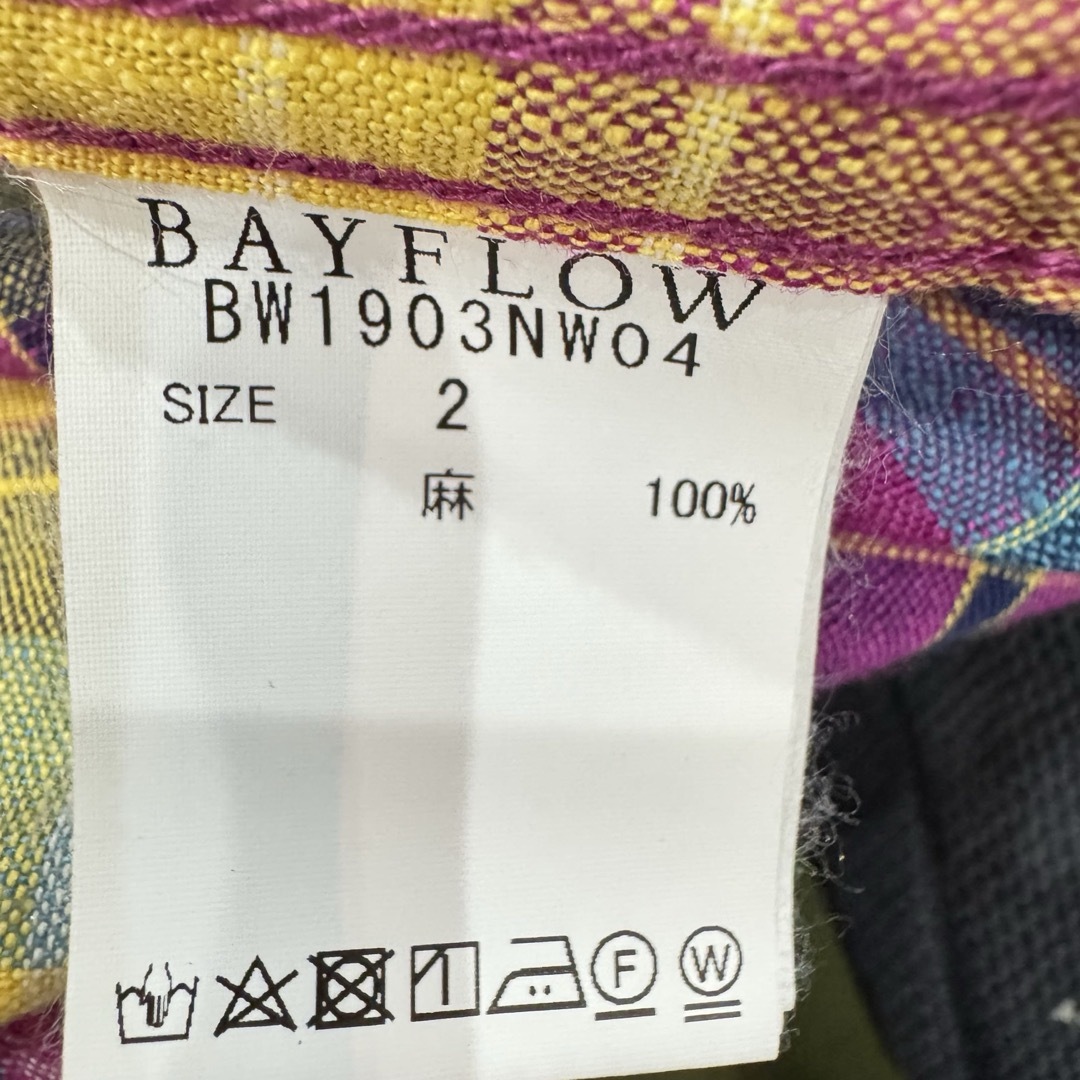 BAYFLOW
BW1903NW04
SIZE 2
麻 100%
F W